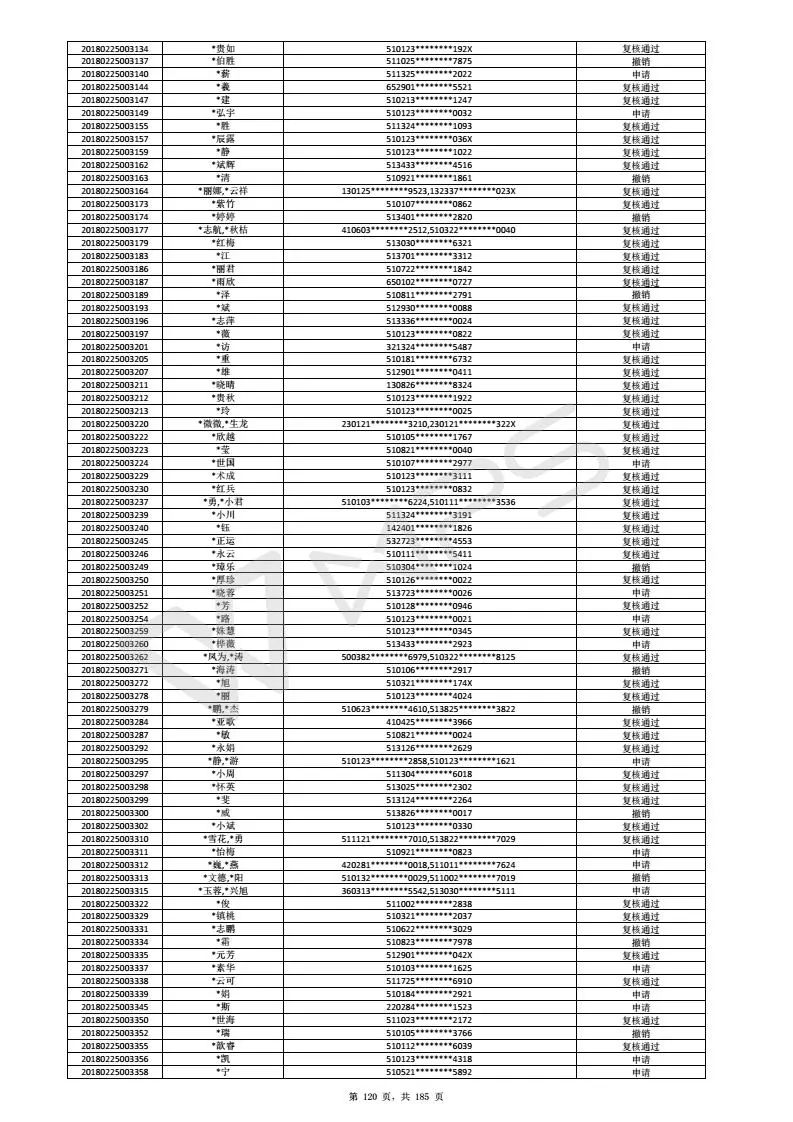 20180225003134 *贵如 510123********192X 复核通过
20180225003137 *伯胜 511025********7875 撤销
20180225003140 *薪 511325********2022 申请
20180225003144 *羲 652901********5521 复核通过
20180225003147 *建 510213********1247 复核通过
20180225003149 *弘宇 510123********0032 申请
20180225003155 *胜 511324********1093 复核通过
20180225003157 *辰露 510123********036X 复核通过
20180225003159 *静 510123********1022 复核通过
20180225003162 *斌辉 513433********4516 复核通过
20180225003163 *清 510921********1861 撤销
20180225003164 *丽娜,*云祥 130125********9523,132337********023X 复核通过
20180225003173 *紫竹 510107********0862 复核通过
20180225003174 *婷婷 513401********2820 撤销
20180225003177 *志航,*秋枯 410603********2512,510322********0040 复核通过
20180225003179 *红梅 513030********6321 复核通过
20180225003183 *江 513701********3312 复核通过
20180225003186 *丽君 510722********1842 复核通过
20180225003187 *雨欣 650102********0727 复核通过
20180225003189 *泽 510811********2791 撤销
20180225003193 *斌 512930********0088 复核通过
20180225003196 *志萍 513336********0024 复核通过
20180225003197 *薇 510123********0822 复核通过
20180225003201 *访 321324********5487 申请
20180225003205 *重 510181********6732 复核通过
20180225003207 *雄 512901********0411 复核通过
20180225003211 *晓晴 130826********8324 复核通过
20180225003212 *贵秋 510123********1922 复核通过
20180225003213 *玲 510123********0025 复核通过
20180225003220 *微微,*生龙 230121********3210,230121********322X 复核通过
20180225003222 *欣越 510105********1767 复核通过
20180225003223 *莹 510821********0040 复核通过
20180225003224 *世国 510107********2977 申请
20180225003229 *术成 510123********3111 复核通过
20180225003230 *红兵 510123********0832 复核通过
20180225003237 *勇,*小君 510103********6224,510111********3536 复核通过
20180225003239 *小川 511324********3191 复核通过
20180225003240 *钰 142401********1826 复核通过
20180225003245 *正运 532723********4553 复核通过
20180225003246 *永云 510111********5411 复核通过
20180225003249 *璋乐 510304********1024 撤销
20180225003250 *厚珍 510126********0022 复核通过
20180225003251 *晓蓉 513723********0026 申请
20180225003252 *芳 510128********0946 复核通过
20180225003254 *路 510123********0021 申请
20180225003259 *姝慧 510123********0345 复核通过
20180225003260 *桦薇 513433********2923 申请
20180225003262 *凤为,*涛 500382********6979,510322********8125 复核通过
20180225003271 *海涛 510106********2917 撤销
20180225003272 *旭 510321********174X 复核通过
20180225003278 *丽 510123********4024 复核通过
20180225003279 *鹏,*杰 510623********4610,513825********3822 撤销
20180225003284 *亚歌 410425********3966 复核通过
20180225003287 *敏 510821********0024 复核通过
20180225003292 *永娟 513126********2629 复核通过
20180225003295 *静,*游 510123********2858,510123********1621 申请
20180225003297 *小周 511304********6018 复核通过
20180225003298 *怀英 513025********2302 复核通过
20180225003299 *斐 513124********2264 复核通过
20180225003300 *威 513826********0017 撤销
20180225003302 *小斌 510123********0330 复核通过
20180225003310 *雪花,*勇 511121********7010,513822********7029 复核通过
20180225003311 *怡梅 510921********0823 申请
20180225003312 *巍,*燕 420281********0018,511011********7624 申请
20180225003313 *文德,*阳 510132********0029,511002********7019 撤销
20180225003315 *玉蓉,*兴旭 360313********5542,513030********5111 申请
20180225003322 *俊 511002********2838 复核通过
20180225003329 *镇桃 510321********2037 复核通过
20180225003331 *志鹏 510622********3029 复核通过
20180225003334 *霜 510823********7978 撤销
20180225003335 *元芳 512901********042X 复核通过
20180225003337 *素华 510103********1625 申请
20180225003338 *云可 511725********6910 复核通过
20180225003339 *娟 510184********2921 申请
20180225003345 *斯 220284********1523 申请
20180225003350 *世海 511023********2172 复核通过
20180225003352 *瑞 510105********3766 撤销
20180225003355 *歆睿 510112********6039 复核通过
20180225003356 *凯 510123********4318 申请
20180225003358 *宁 510521********5892 申请
第 120 页，共 185 页
WPS